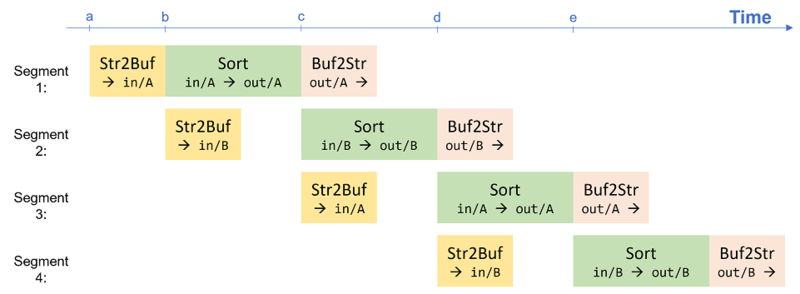 a b c d e Time
Segment 1: Str2Buf Sort Buf2Str
→ in/A in/A → out/A out/A →
Segment 2: Str2Buf Sort Buf2Str
→ in/B in/B → out/B out/B →
Segment 3: Str2Buf Sort Buf2Str
→ in/A in/A → out/A out/A →
Segment 4: Str2Buf Sort Buf2Str
→ in/B in/B → out/B out/B →